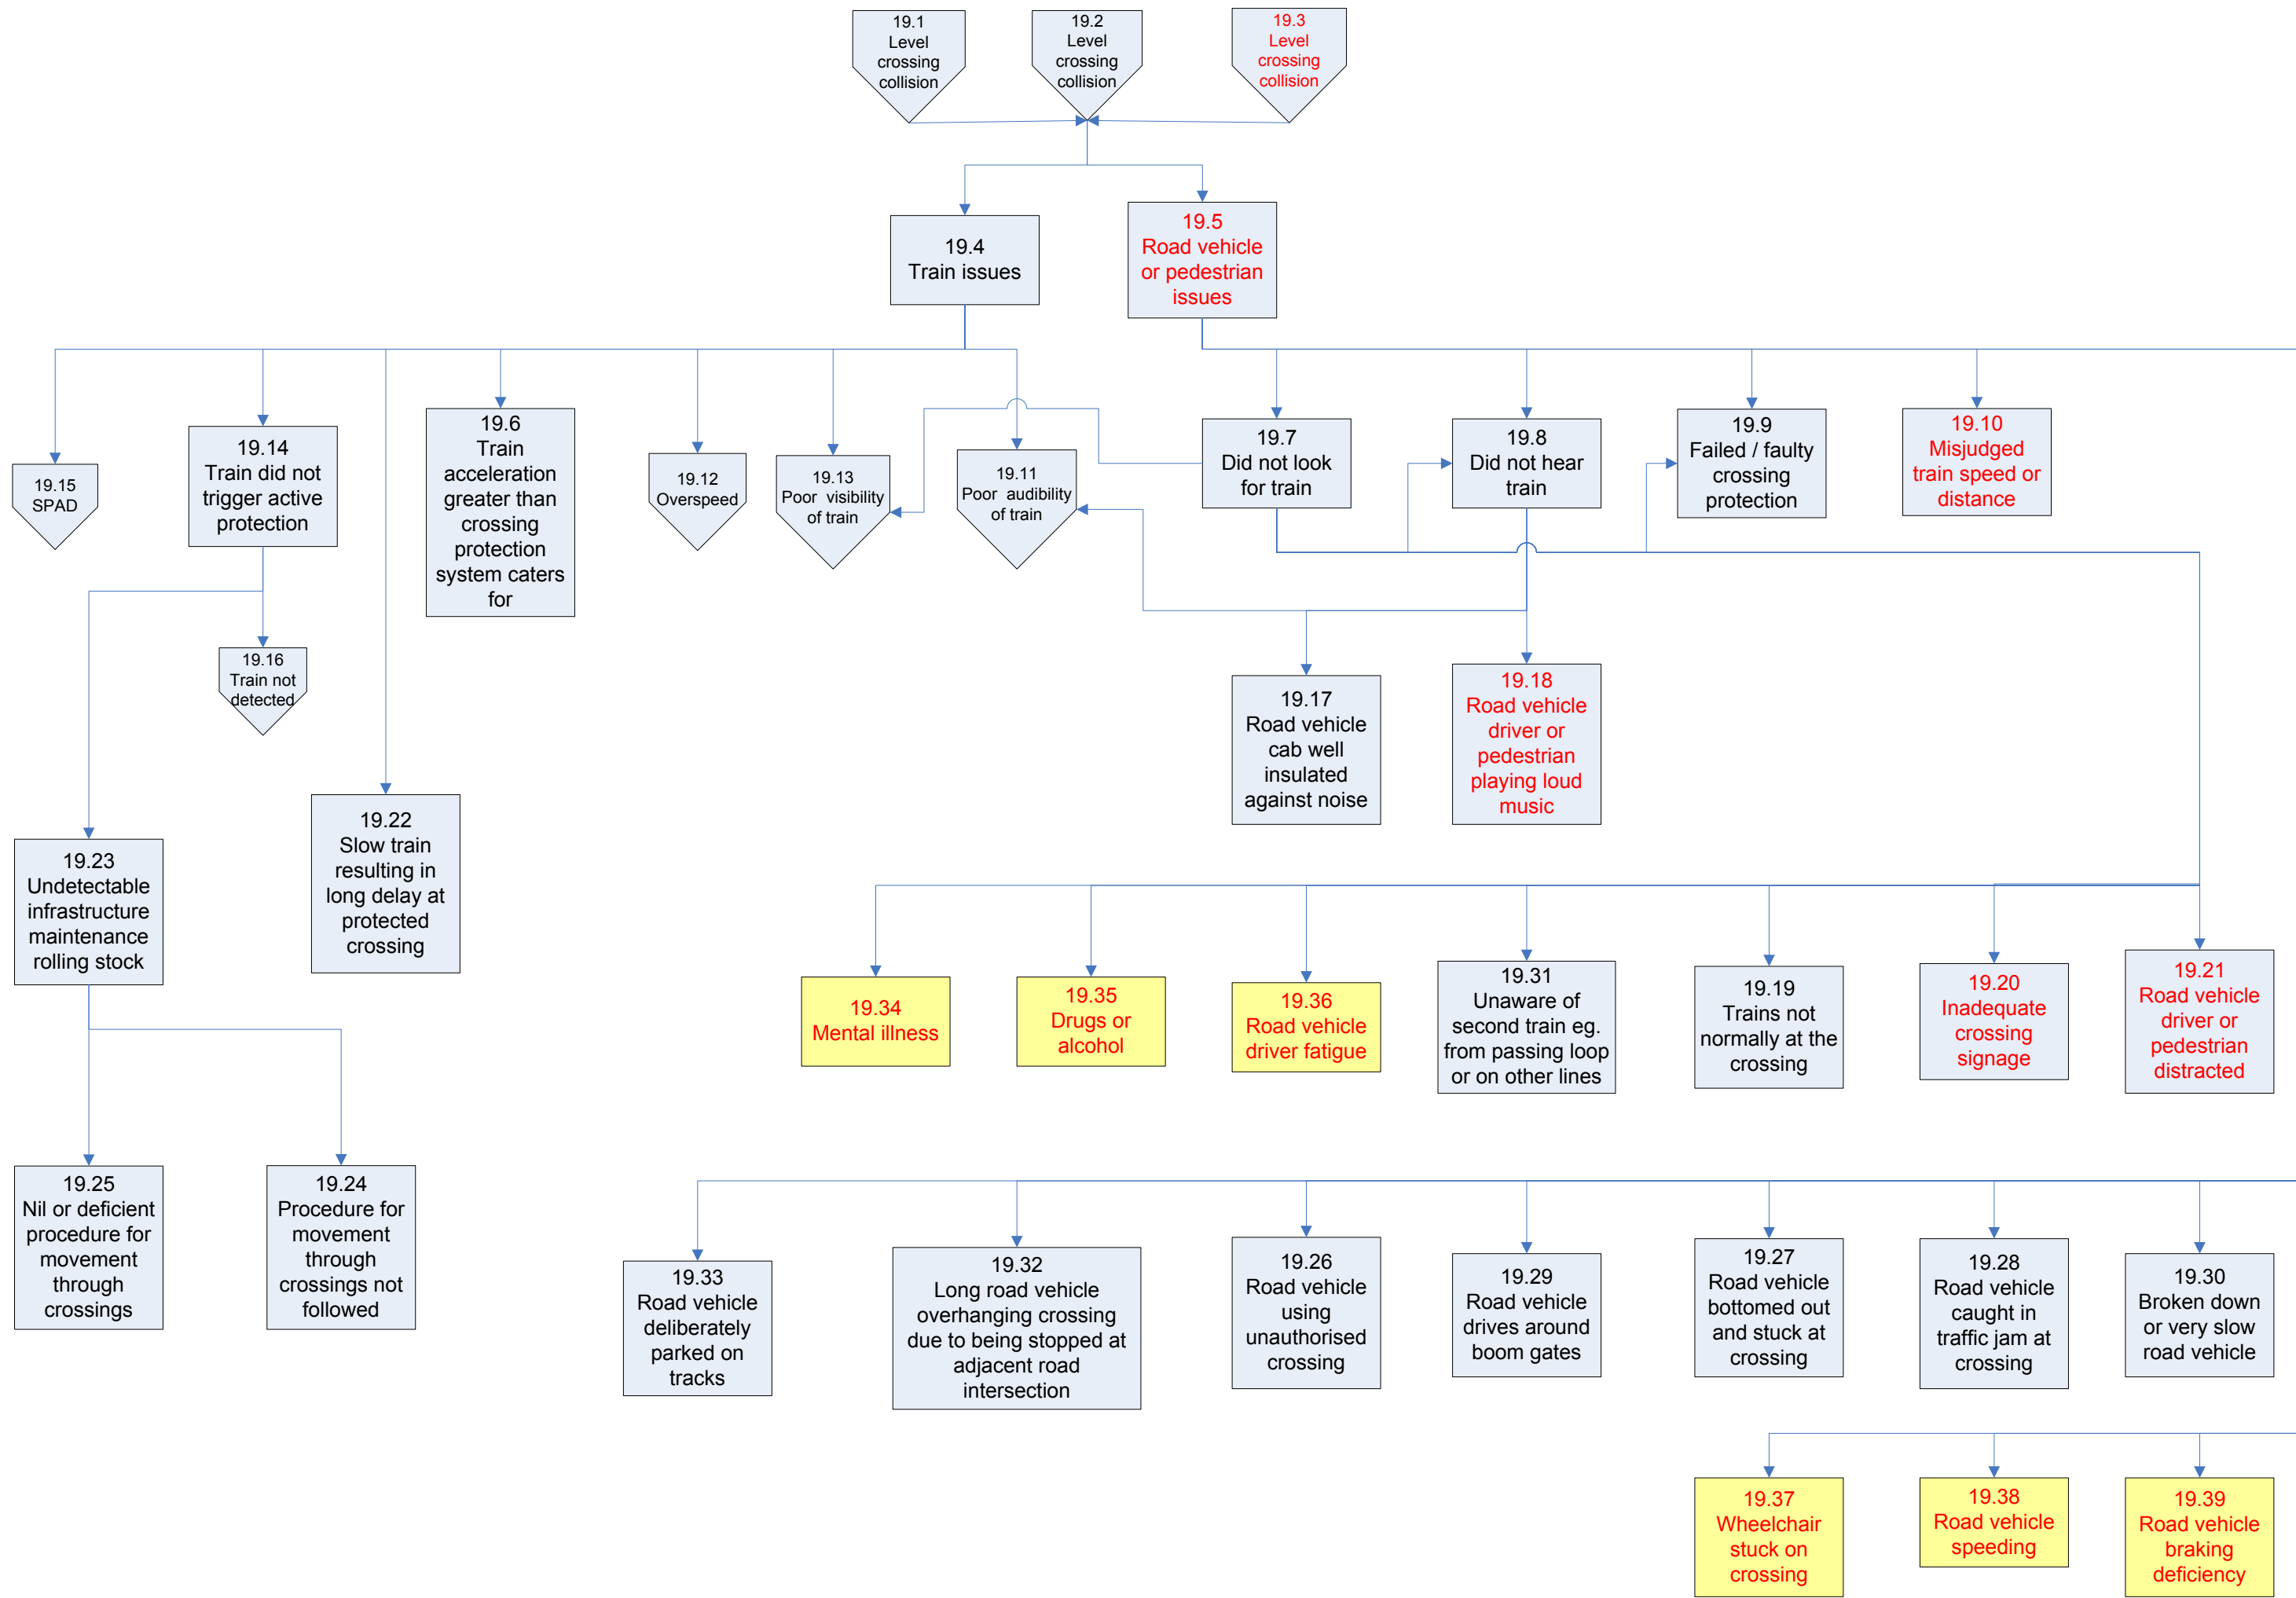 19.1
Level
crossing
collision
19.2
Level
crossing
collision
19.3
Level
crossing
collision
19.4
Train issues
19.5
Road vehicle
or pedestrian
issues
19.15
SPAD
19.14
Train did not
trigger active
protection
19.6
Train
acceleration
greater than
crossing
protection
system caters
for
19.12
Overspeed
19.13
Poor visibility
of train
19.11
Poor audibility
of train
19.7
Did not look
for train
19.8
Did not hear
train
19.9
Failed / faulty
crossing
protection
19.10
Misjudged
train speed or
distance
19.16
Train not
detected
19.17
Road vehicle
cab well
insulated
against noise
19.18
Road vehicle
driver or
pedestrian
playing loud
music
19.23
Undetectable
infrastructure
maintenance
rolling stock
19.22
Slow train
resulting in
long delay at
protected
crossing
19.34
Mental illness
19.35
Drugs or
alcohol
19.36
Road vehicle
driver fatigue
19.31
Unaware of
second train eg.
from passing loop
or on other lines
19.19
Trains not
normally at the
crossing
19.20
Inadequate
crossing
signage
19.21
Road vehicle
driver or
pedestrian
distracted
19.25
Nil or deficient
procedure for
movement
through
crossings
19.24
Procedure for
movement
through
crossings not
followed
19.33
Road vehicle
deliberately
parked on
tracks
19.32
Long road vehicle
overhanging crossing
due to being stopped at
adjacent road
intersection
19.26
Road vehicle
using
unauthorised
crossing
19.29
Road vehicle
drives around
boom gates
19.27
Road vehicle
bottomed out
and stuck at
crossing
19.28
Road vehicle
caught in
traffic jam at
crossing
19.30
Broken down
or very slow
road vehicle
19.37
Wheelchair
stuck on
crossing
19.38
Road vehicle
speeding
19.39
Road vehicle
braking
deficiency